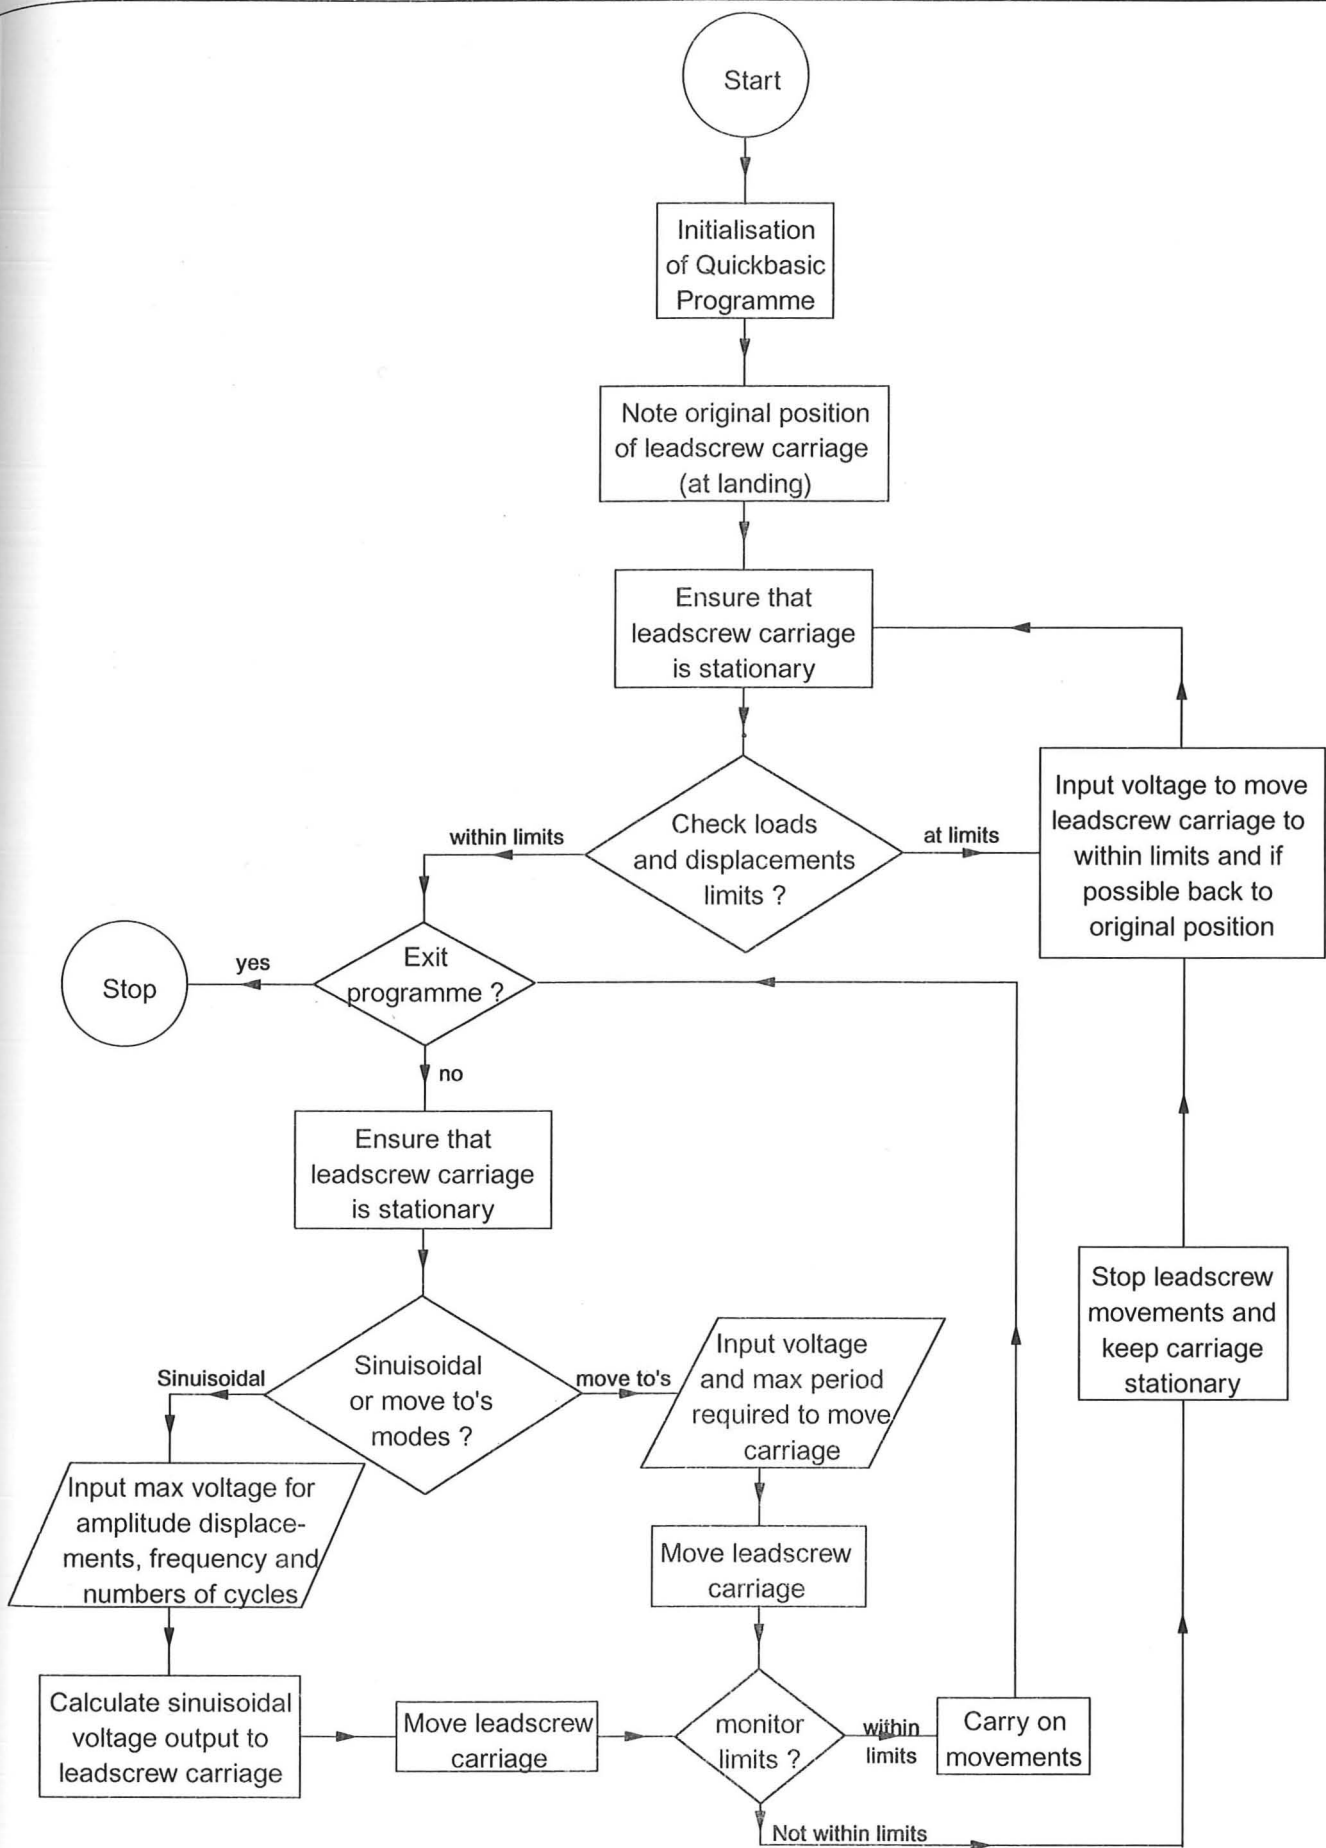 Start
Initialisation
of Quickbasic
Programme
Note original position
of leadscrew carriage
(at landing)
Ensure that
leadscrew carriage
is stationary
Check loads
and displacements
limits ?
within limits
at limits
Input voltage to move
leadscrew carriage to
within limits and if
possible back to
original position
Exit
programme ?
yes
Stop
no
Ensure that
leadscrew carriage
is stationary
Sinuisoidal
or move to's
modes ?
Sinuisoidal
move to's
Input voltage
and max period
required to move
carriage
Stop leadscrew
movements and
keep carriage
stationary
Input max voltage for
amplitude displace-
ments, frequency and
numbers of cycles
Move leadscrew
carriage
Calculate sinuisoidal
voltage output to
leadscrew carriage
Move leadscrew
carriage
monitor
limits ?
within
limits
Carry on
movements
Not within limits